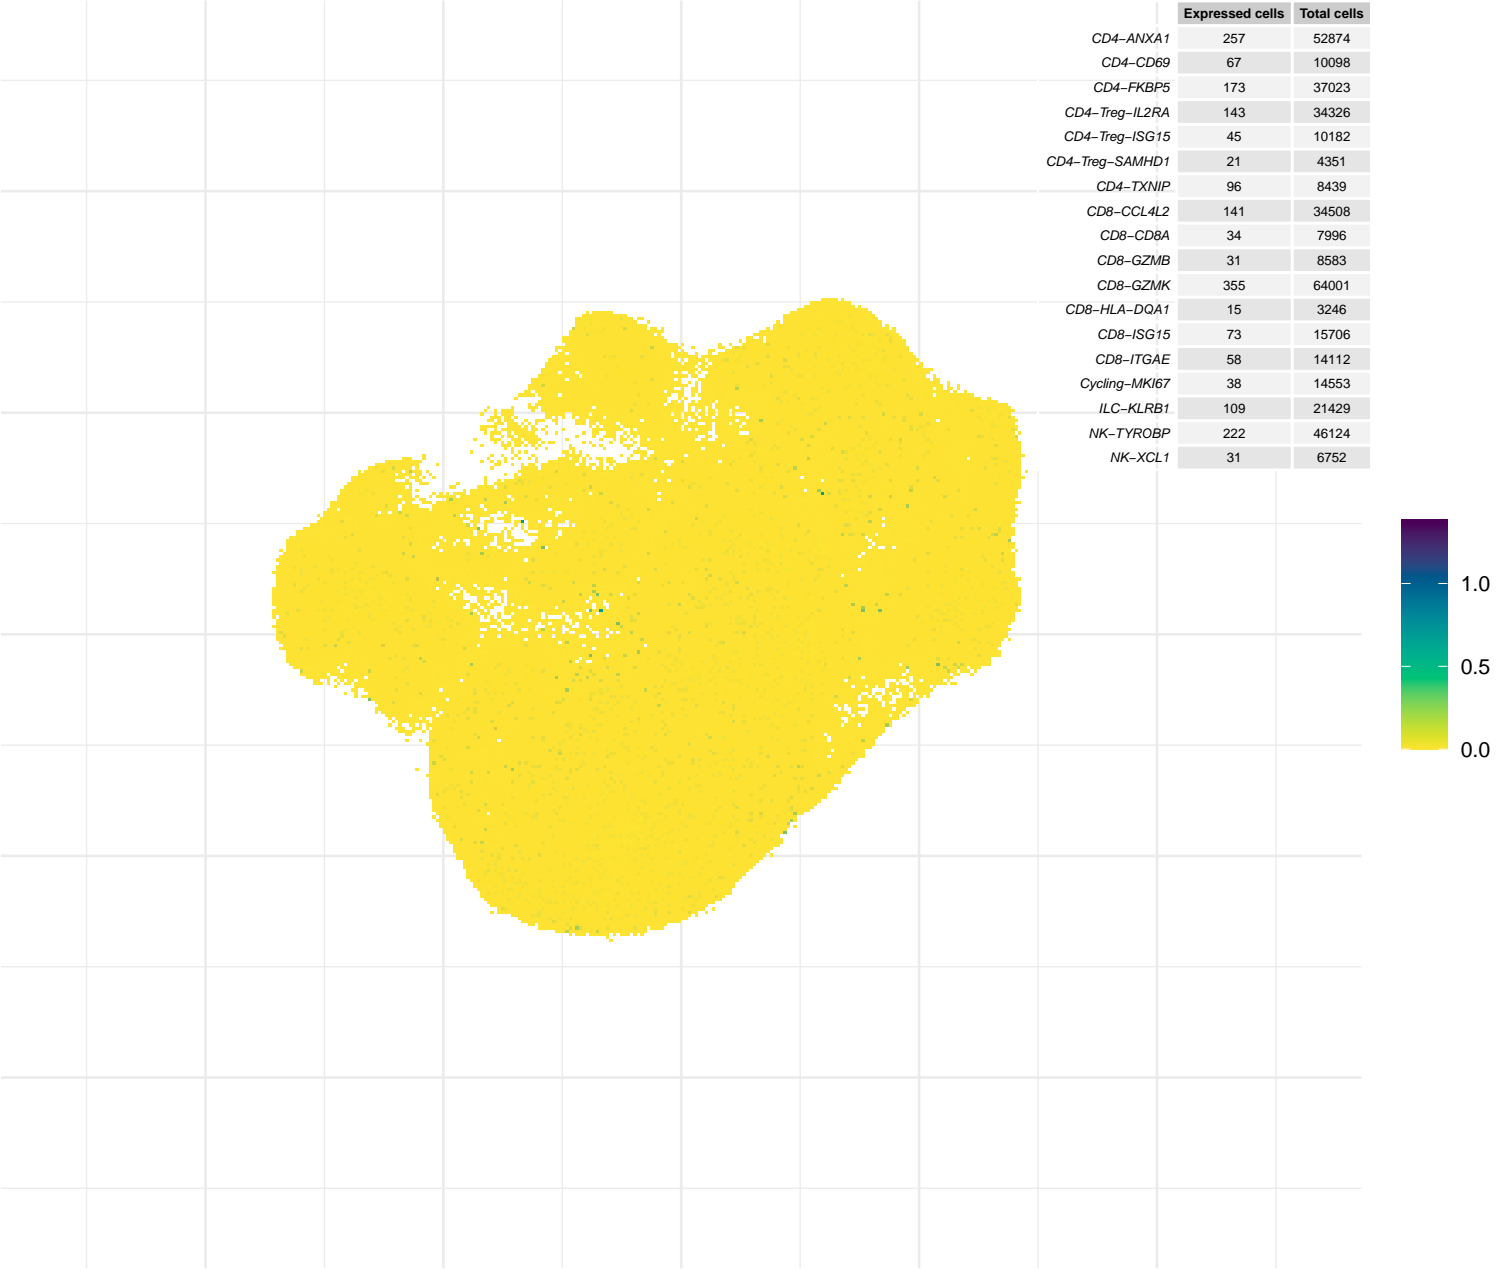 Expressed cells Total cells
CD4−ANXA1 257 52874
CD4−CD69 67 10098
CD4−FKBP5 173 37023
CD4−Treg−IL2RA 143 34326
CD4−Treg−ISG15 45 10182
CD4−Treg−SAMHD1 21 4351
CD4−TXNIP 96 8439
CD8−CCL4L2 141 34508
CD8−CD8A 34 7996
CD8−GZMB 31 8583
CD8−GZMK 355 64001
CD8−HLA−DQA1 15 3246
CD8−ISG15 73 15706
CD8−ITGAE 58 14112
Cycling−MKI67 38 14553
ILC−KLRB1 109 21429
NK−TYROBP 222 46124
NK−XCL1 31 6752
1.0
0.5
0.0